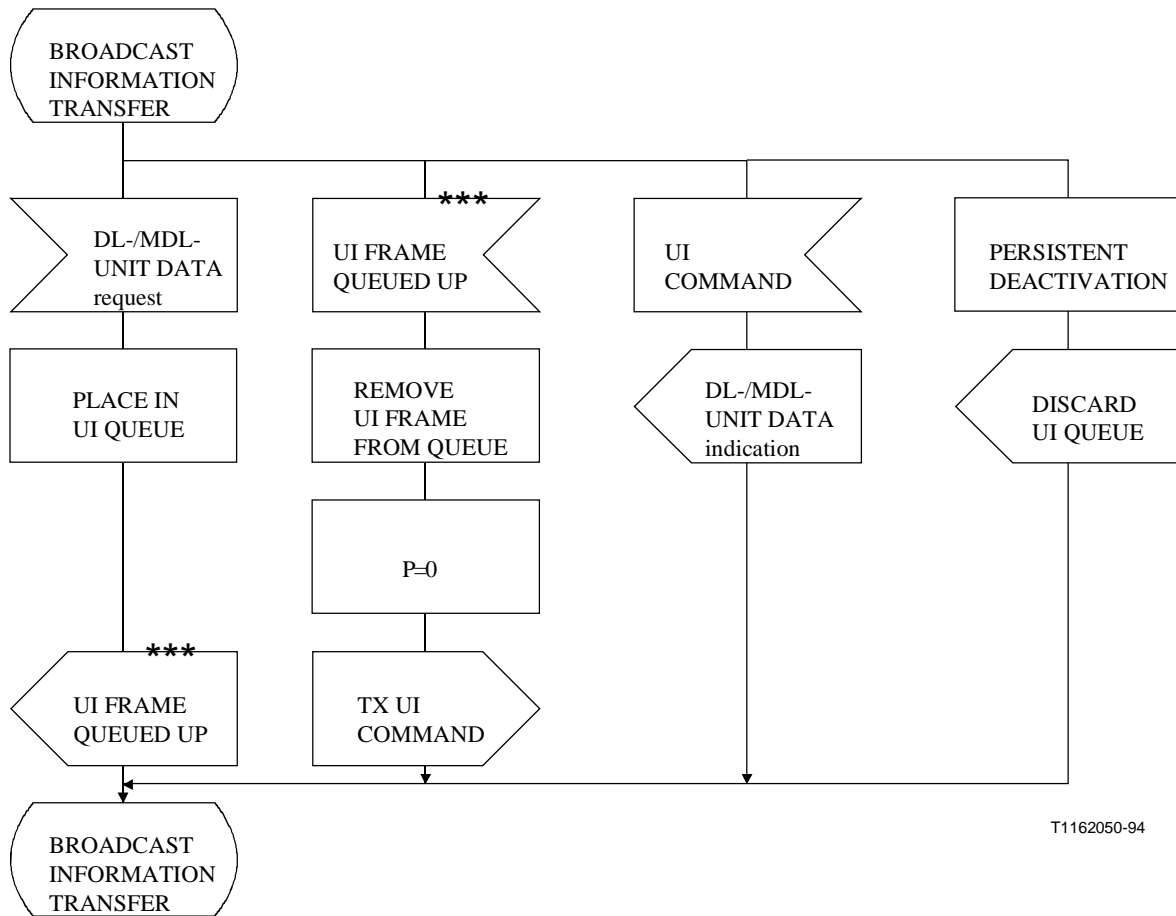 BROADCAST
INFORMATION
TRANSFER
DL-/MDL-
UNIT DATA
request
***
UI FRAME
QUEUED UP
UI
COMMAND
PERSISTENT
DEACTIVATION
PLACE IN
UI QUEUE
REMOVE
UI FRAME
FROM QUEUE
DL-/MDL-
UNIT DATA
indication
DISCARD
UI QUEUE
P=0
***
UI FRAME
QUEUED UP
TX UI
COMMAND
BROADCAST
INFORMATION
TRANSFER
T1162050-94